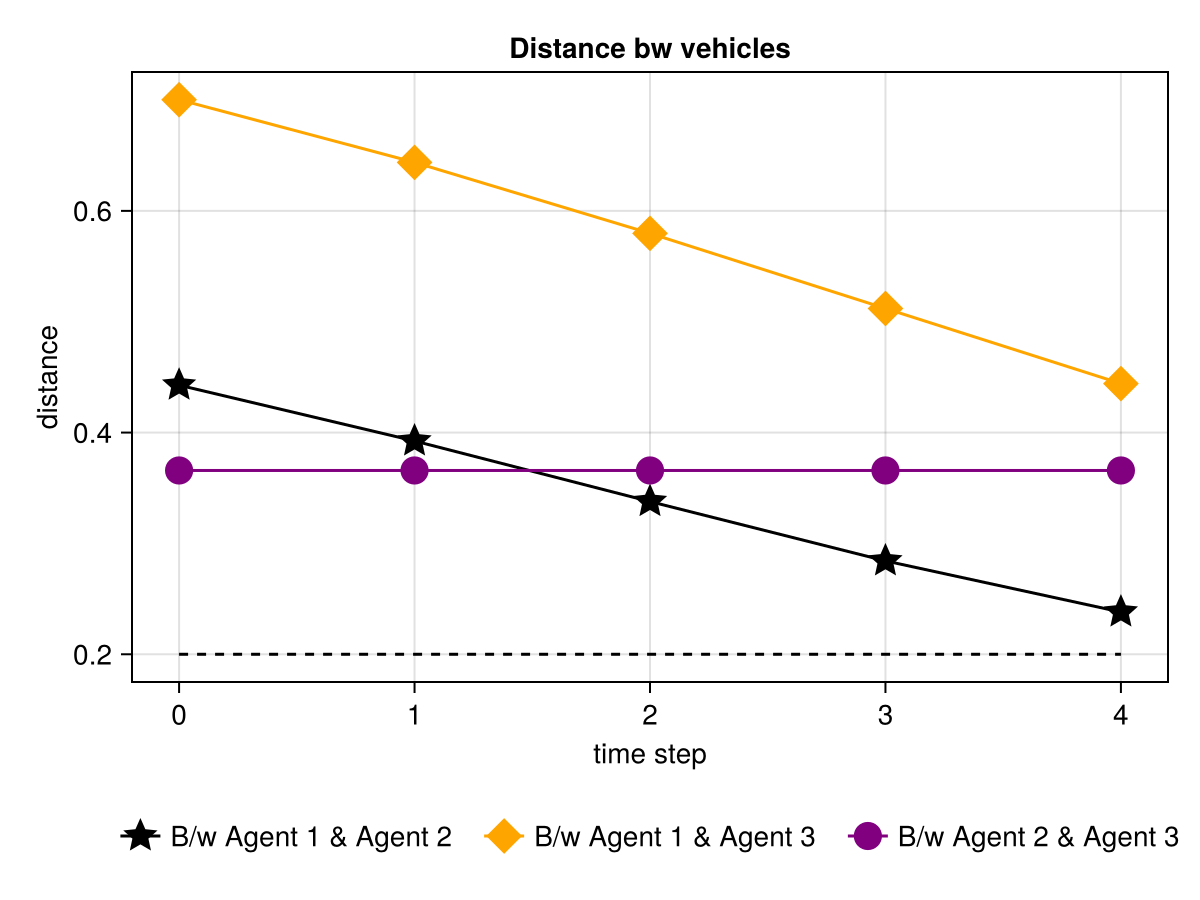 Distance bw vehicles
0.6
0.4
0.2
distance
0 1 2 3 4
time step
B/w Agent 1 & Agent 2 B/w Agent 1 & Agent 3 B/w Agent 2 & Agent 3